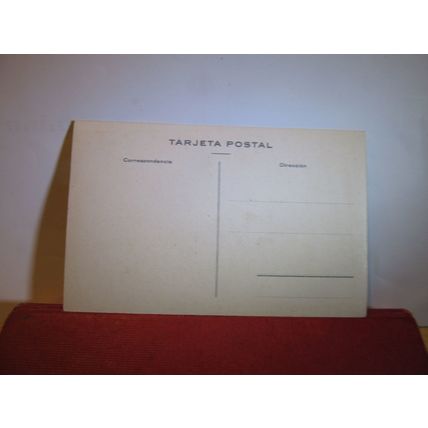 TARJETA POSTAL
Correspondencia
Dirección